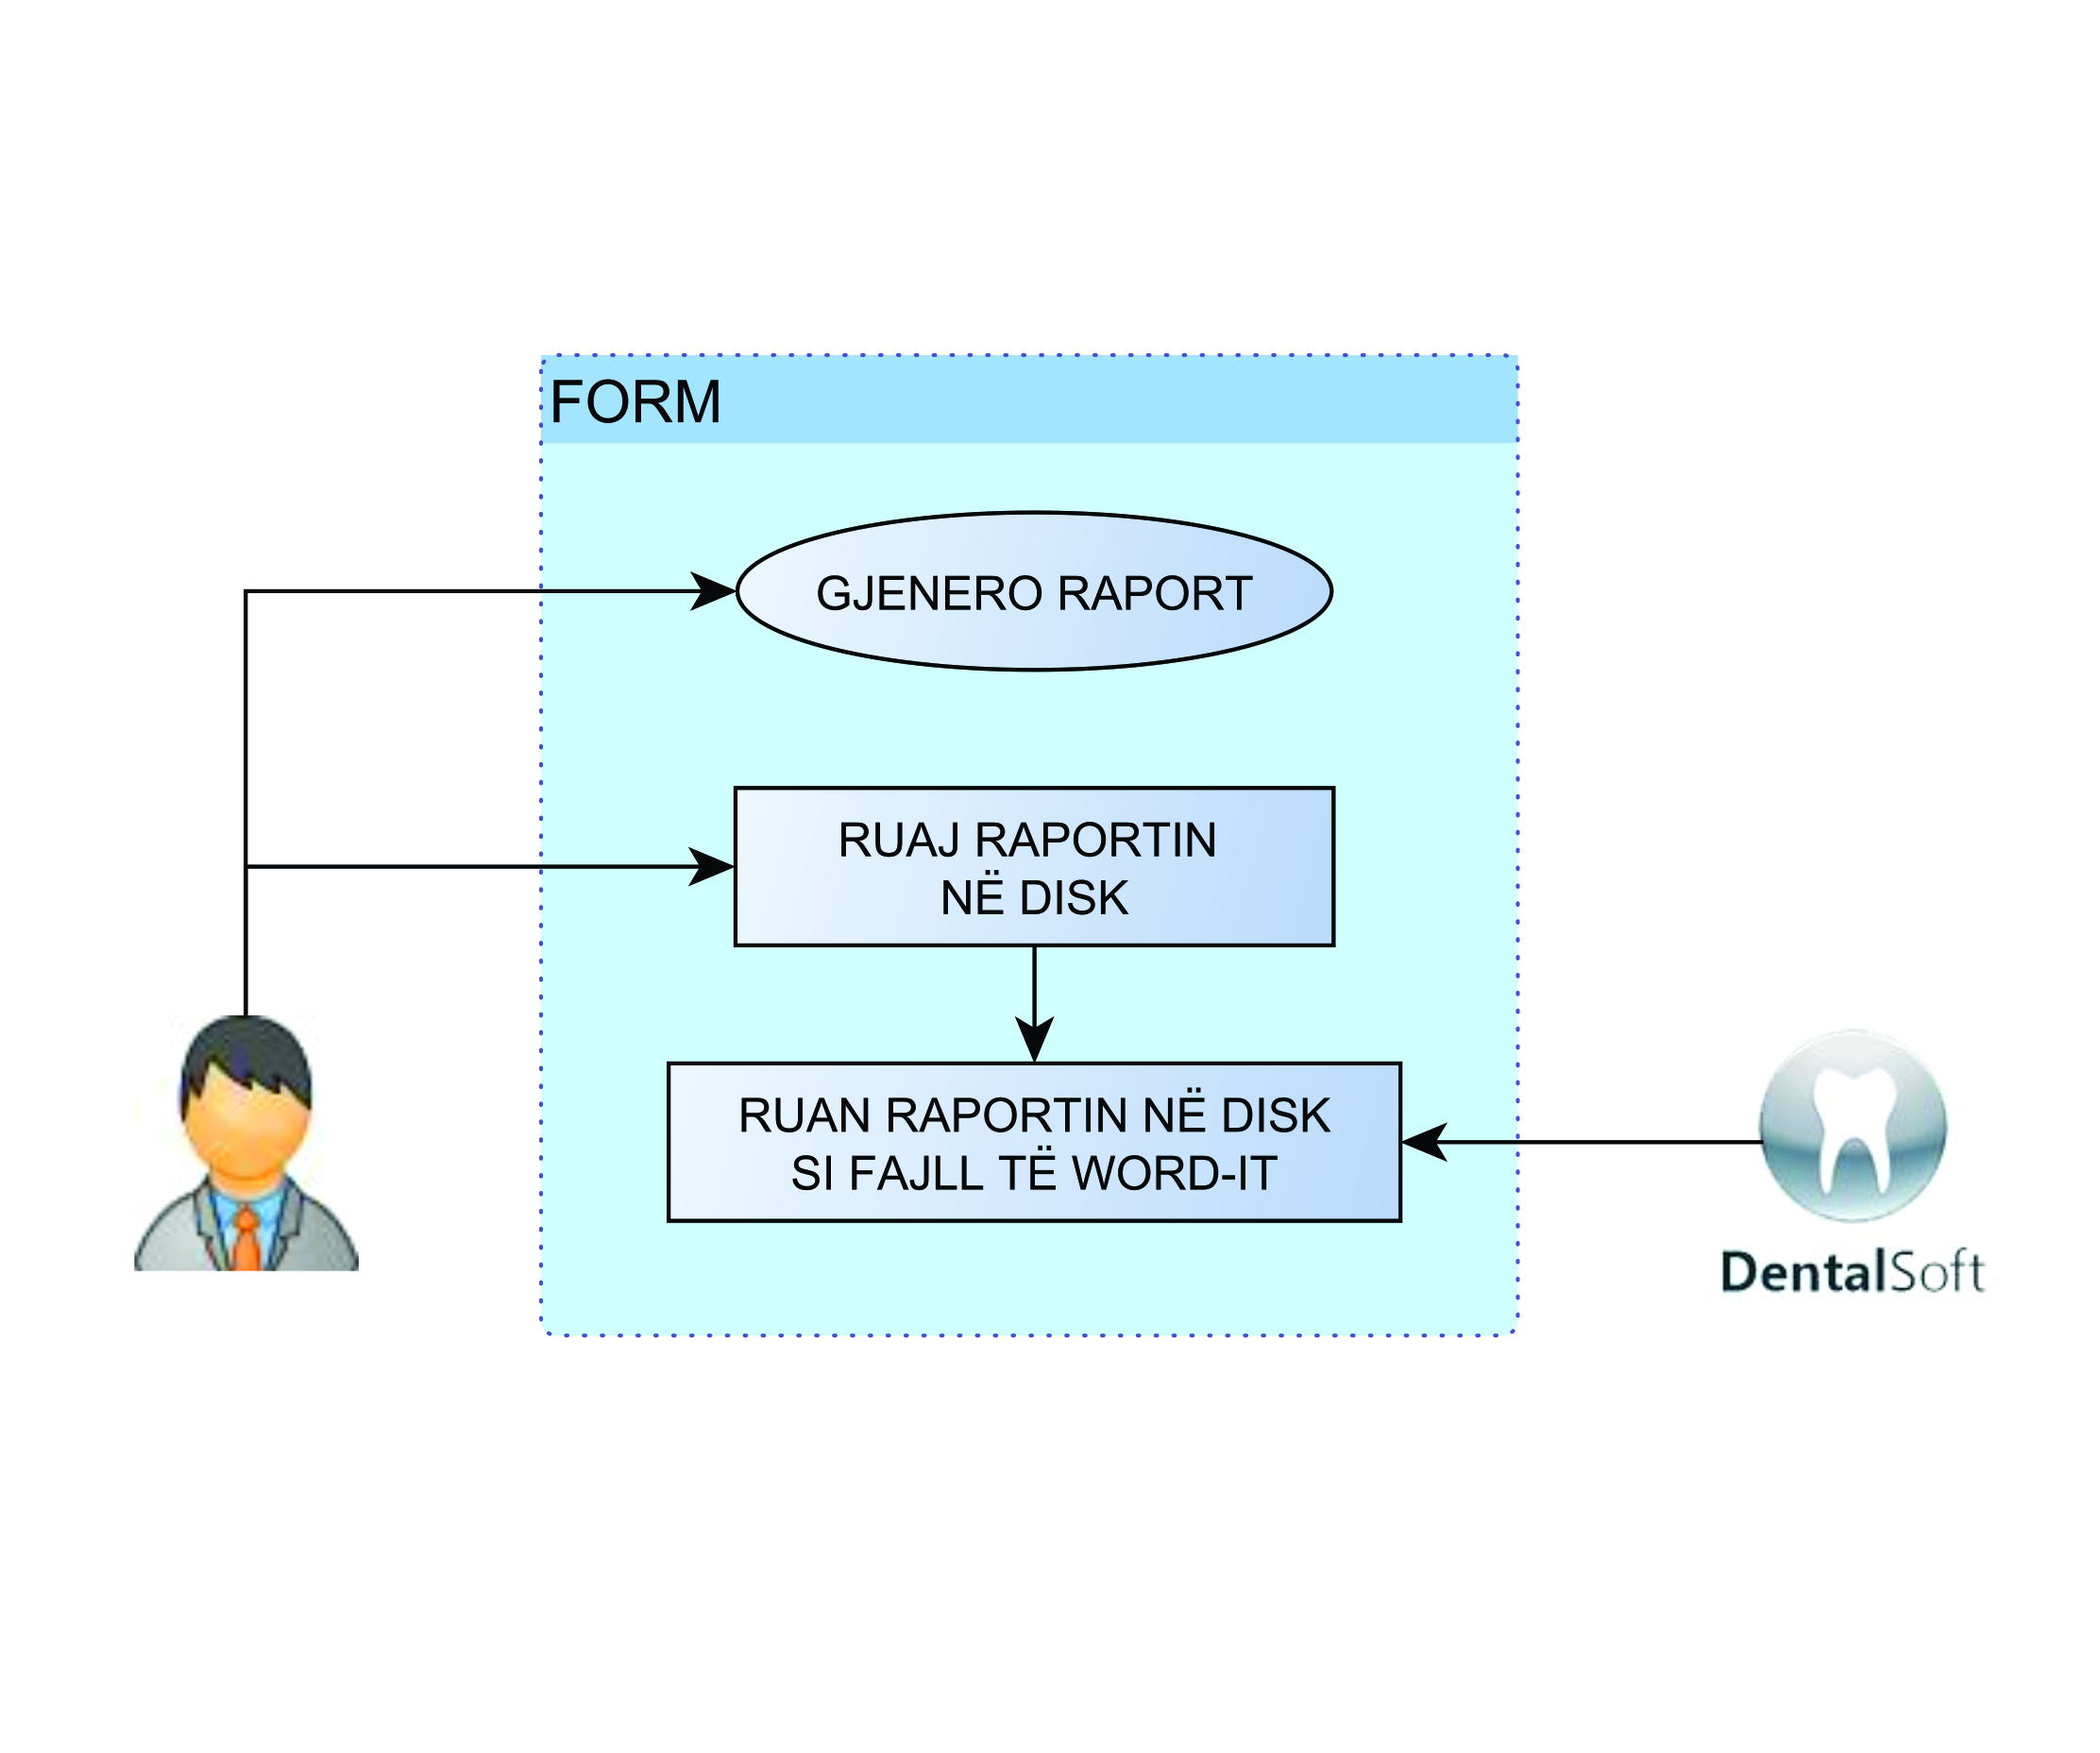 FORM
GJENERO RAPORT
RUAJ RAPORTIN
NË DISK
RUAN RAPORTIN NË DISK
SI FAJLL TË WORD-IT
DentalSoft